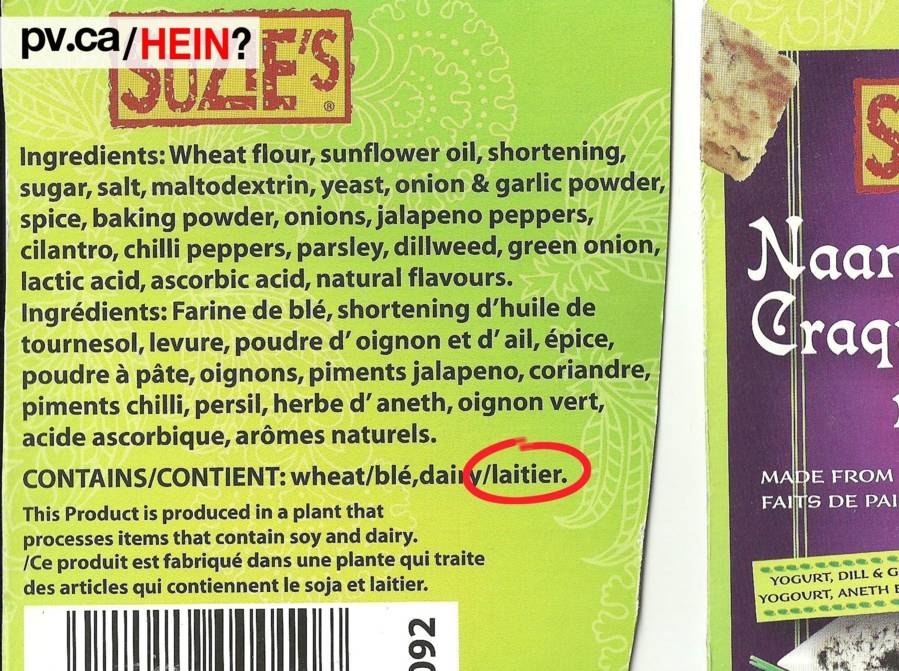 pv.ca/HEIN?
SUZIE'S ®
Ingredients: Wheat flour, sunflower oil, shortening,
sugar, salt, maltodextrin, yeast, onion & garlic powder,
spice, baking powder, onions, jalapeno peppers,
cilantro, chilli peppers, parsley, dillweed, green onion,
lactic acid, ascorbic acid, natural flavours.
Ingrédients: Farine de blé, shortening d'huile de
tournesol, levure, poudre d' oignon et d' ail, épice,
poudre à pâte, oignons, piments jalapeno, coriandre,
piments chilli, persil, herbe d' aneth, oignon vert,
acide ascorbique, arômes naturels.
CONTAINS/CONTIENT: wheat/blé,dairy/laitier.
This Product is produced in a plant that
processes items that contain soy and dairy.
/Ce produit est fabriqué dans une plante qui traite
des articles qui contiennent le soja et laitier.
092
S
Naan
Craq
MADE FROM
FAITS DE PAI
YOGURT, DILL & G
YOGOURT, ANETH E